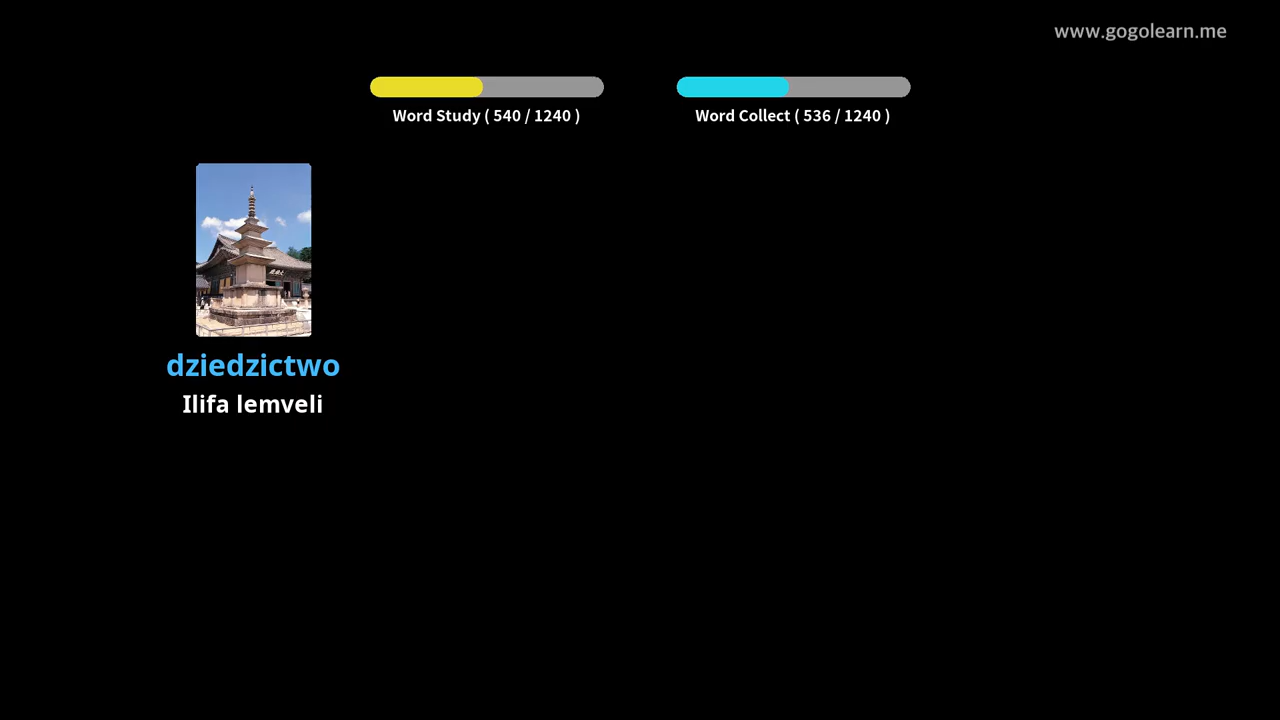 www.gogolearn.me
Word Study ( 540 / 1240 )
Word Collect ( 536 / 1240 )
dziedzictwo
Ilifa lemveli